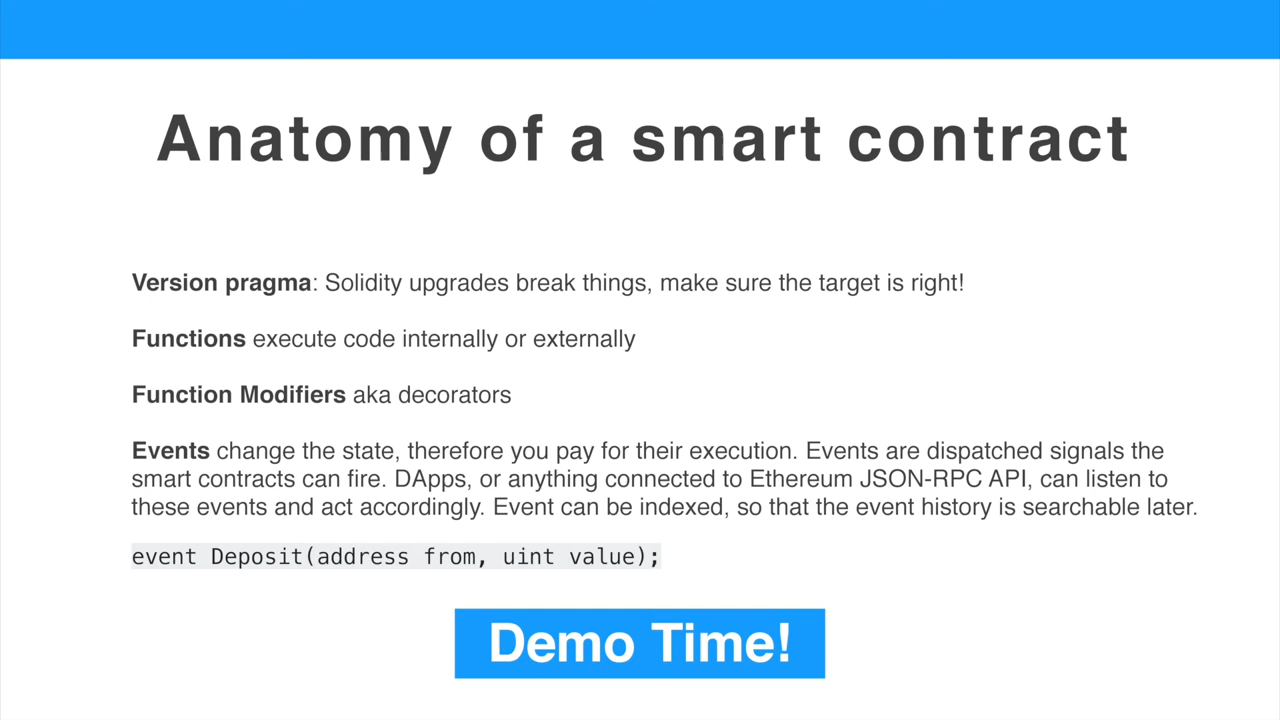 Anatomy of a smart contract
Version pragma: Solidity upgrades break things, make sure the target is right!
Functions execute code internally or externally
Function Modifiers aka decorators
Events change the state, therefore you pay for their execution. Events are dispatched signals the
smart contracts can fire. DApps, or anything connected to Ethereum JSON-RPC API, can listen to
these events and act accordingly. Event can be indexed, so that the event history is searchable later.
event Deposit(address from, uint value);
Demo Time!